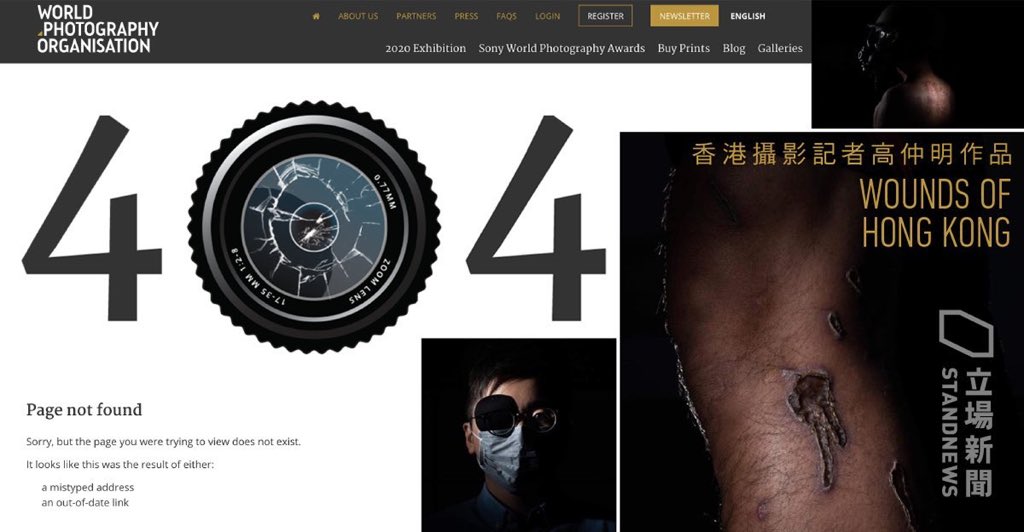 WORLD
PHOTOGRAPHY
ORGANISATION
ABOUT US PARTNERS PRESS FAQS LOGIN REGISTER NEWSLETTER ENGLISH
2020 Exhibition Sony World Photography Awards Buy Prints Blog Galleries
4 4
0.77MM
ZOOM LENS
17-35 MM 1:2-8
Page not found
Sorry, but the page you were trying to view does not exist.
It looks like this was the result of either:
a mistyped address
an out-of-date link
香港攝影記者高仲明作品
WOUNDS OF
HONG KONG
立場新聞
STANDNEWS